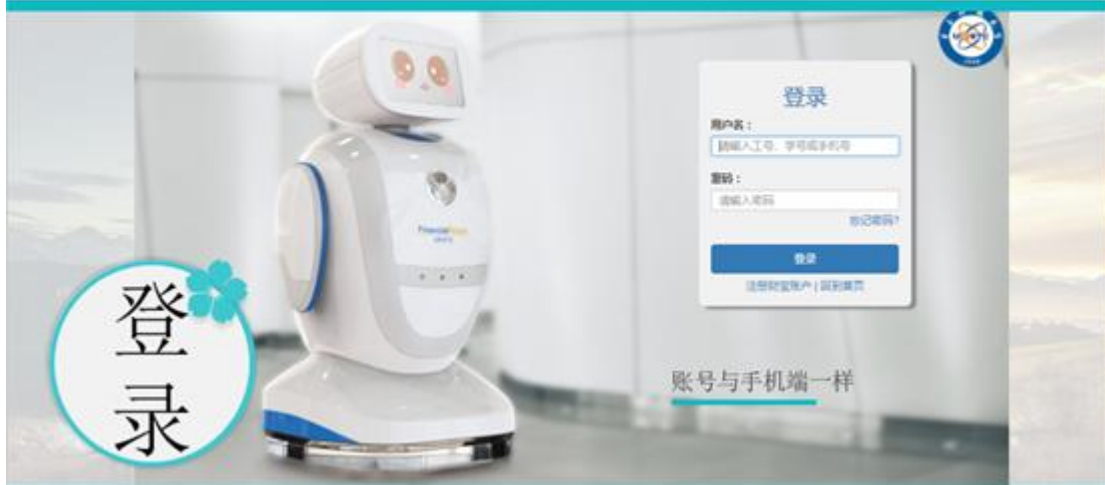 登录
用户名：
请输入工号、学号或手机号
密码：
请输入密码
忘记密码?
登录
注册财宝账户 | 回到首页
登
录
账号与手机端一样